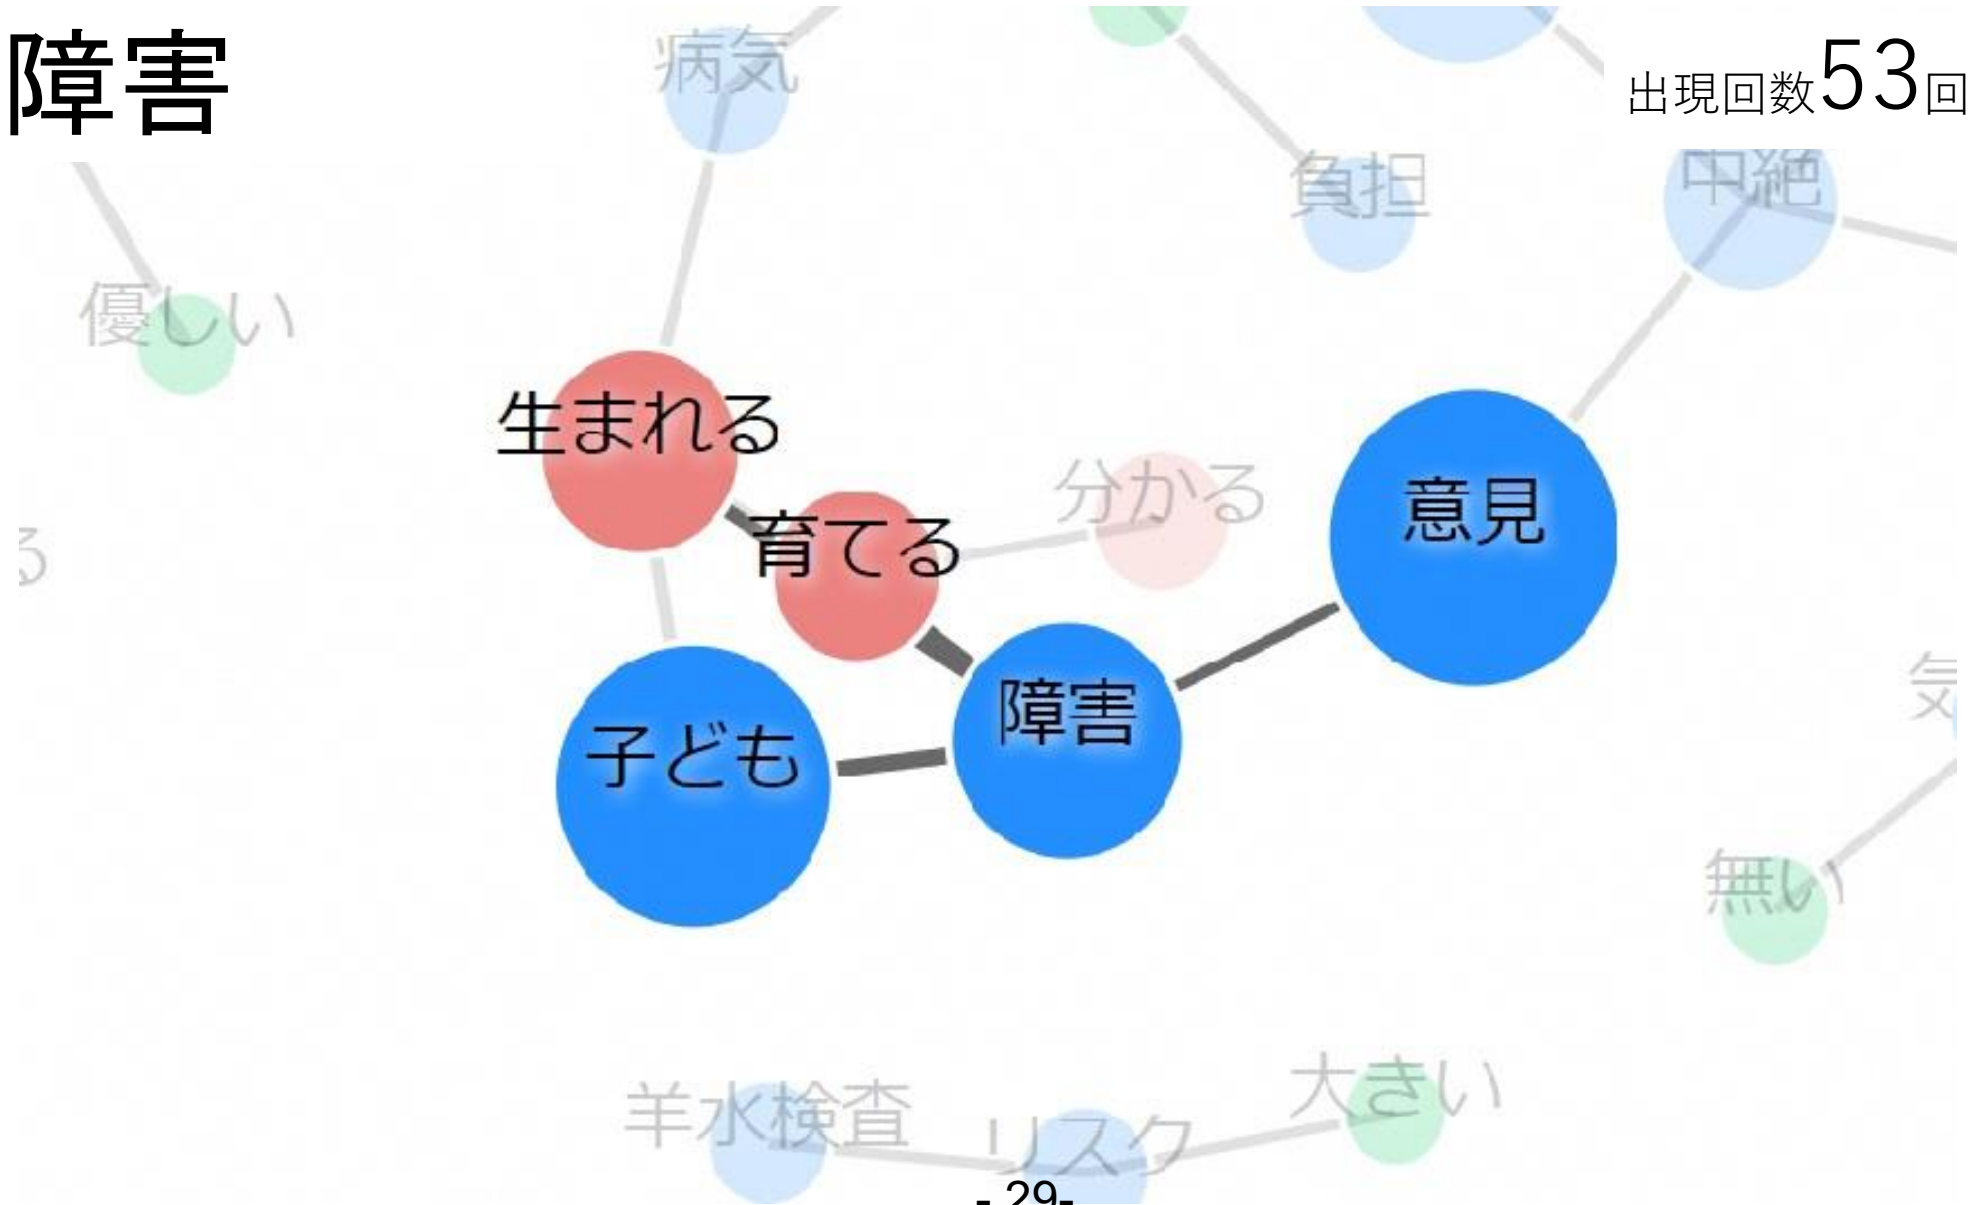 障害
出現回数53回
病気
負担
中絶
優しい
生まれる
分かる
意見
育てる
る
障害
気
子ども
無い
大きい
羊水検査
リスク
- 29-